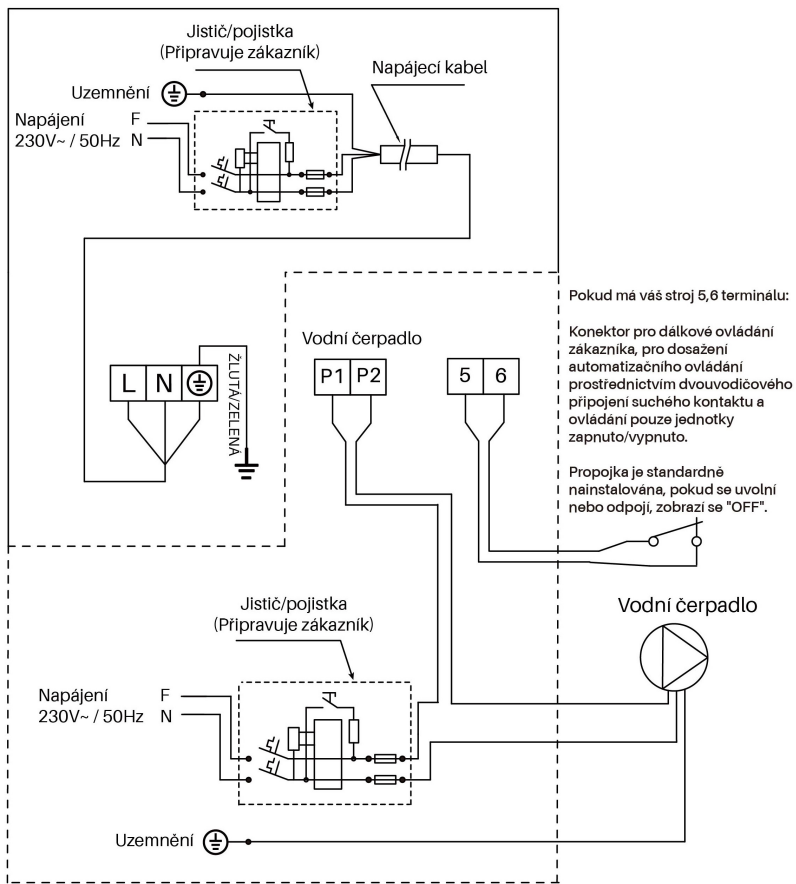 Jistič/pojistka
(Připravuje zákazník)
Napájecí kabel
Uzemnění
Napájení F
230V~ / 50Hz N
Pokud má váš stroj 5,6 terminálu:
Konektor pro dálkové ovládání
zákazníka, pro dosažení
automatizačního ovládání
prostřednictvím dvouvodičového
připojení suchého kontaktu a
ovládání pouze jednotky
zapnuto/vypnuto.
Propojka je standardně
nainstalována, pokud se uvolní
nebo odpojí, zobrazí se "OFF".
Vodní čerpadlo
L N
ŽLUTÁ/ZELENÁ
P1 P2
5 6
Vodní čerpadlo
Jistič/pojistka
(Připravuje zákazník)
Napájení F
230V~ / 50Hz N
Uzemnění